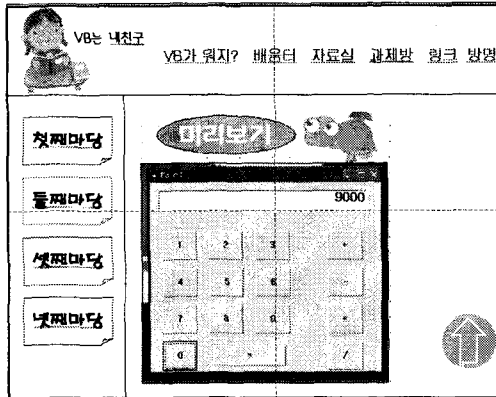 VB는 내친구
VB가 뭐지? 배움터 자료실 과제방 링크 방명
첫째마당
미리보기
둘째마당
9000
셋째마당
넷째마당
1 2 3 +
4 5 6 -
7 8 9 *
0 = /